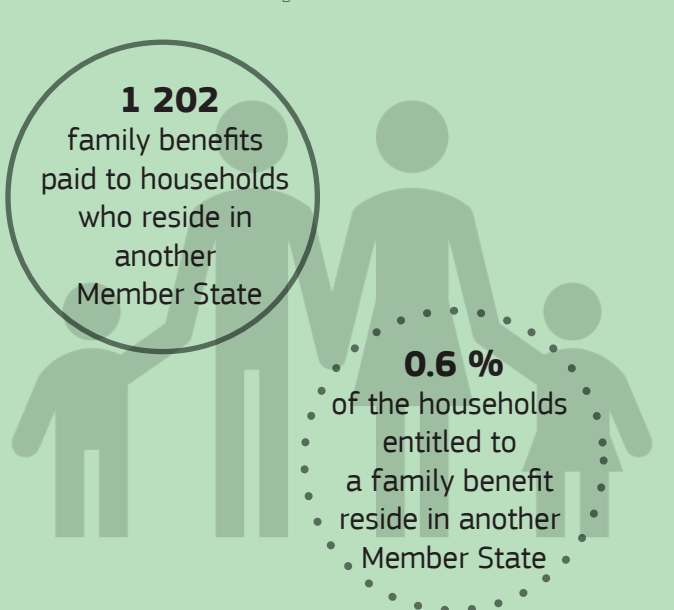 1 202
family benefits
paid to households
who reside in
another
Member State
0.6 %
of the households
entitled to
a family benefit
reside in another
Member State